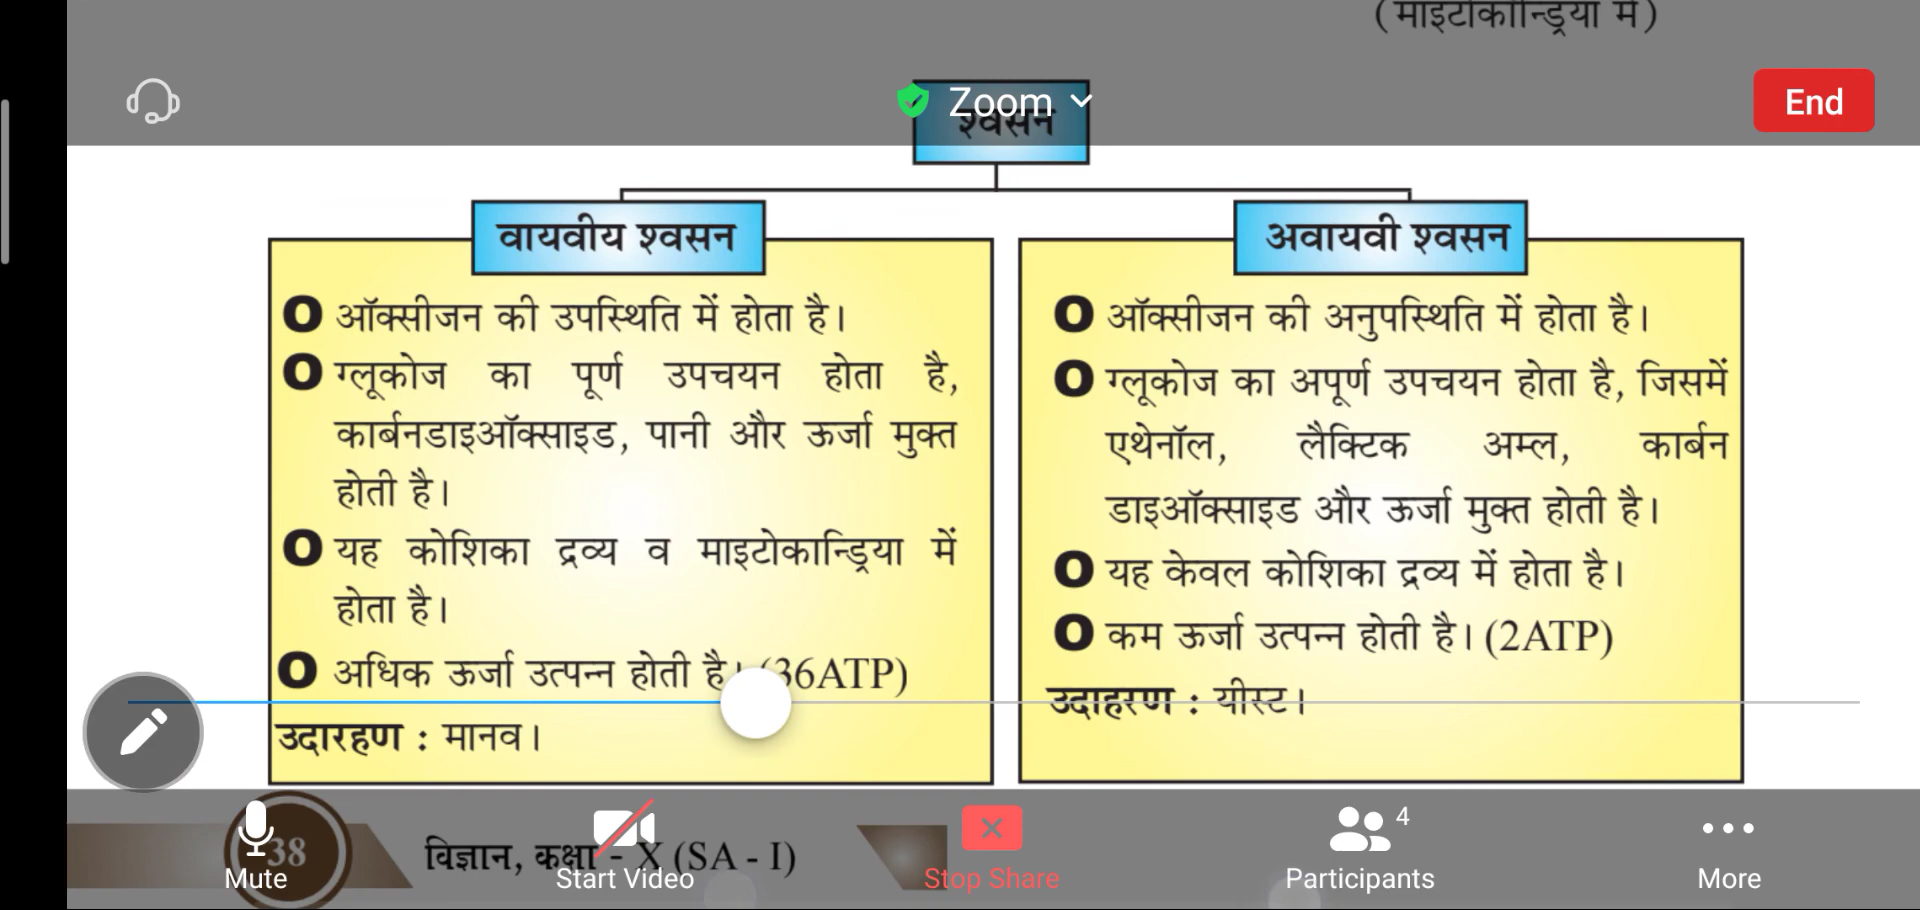 (माइटोकॉन्ड्रिया में)
Zoom
End
श्वसन
वायवीय श्वसन
O ऑक्सीजन की उपस्थिति में होता है।
O ग्लूकोज का पूर्ण उपचयन होता है,
कार्बनडाइऑक्साइड, पानी और ऊर्जा मुक्त
होती है।
O यह कोशिका द्रव्य व माइटोकान्ड्रिया में
होता है।
O अधिक ऊर्जा उत्पन्न होती है। (36ATP)
उदारहण : मानव।
अवायवी श्वसन
O ऑक्सीजन की अनुपस्थिति में होता है।
O ग्लूकोज का अपूर्ण उपचयन होता है, जिसमें
एथेनॉल, लैक्टिक अम्ल, कार्बन
डाइऑक्साइड और ऊर्जा मुक्त होती है।
O यह केवल कोशिका द्रव्य में होता है।
O कम ऊर्जा उत्पन्न होती है। (2ATP)
उदाहरण : यीस्ट।
38
विज्ञान, कक्षा - X (SA - I)
4
Mute
Start Video
Stop Share
Participants
More